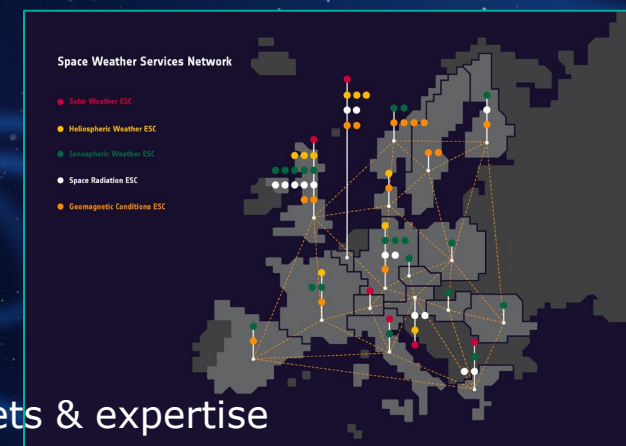 Space Weather Services Network
Solar Weather ESC
Heliospheric Weather ESC
Ionospheric Weather ESC
Space Radiation ESC
Geomagnetic Conditions ESC
ets & expertise